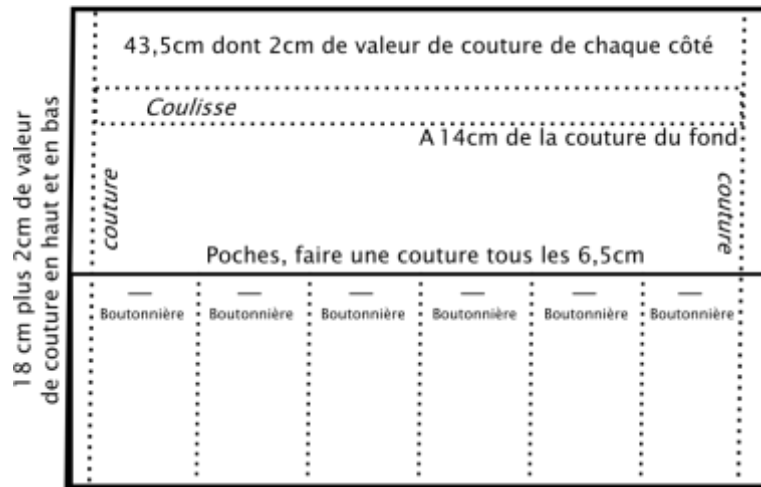 43,5cm dont 2cm de valeur de couture de chaque côté
Coulisse
A 14cm de la couture du fond
18 cm plus 2cm de valeur
de couture en haut et en bas
couture
couture
Poches, faire une couture tous les 6,5cm
Boutonnière Boutonnière Boutonnière Boutonnière Boutonnière Boutonnière